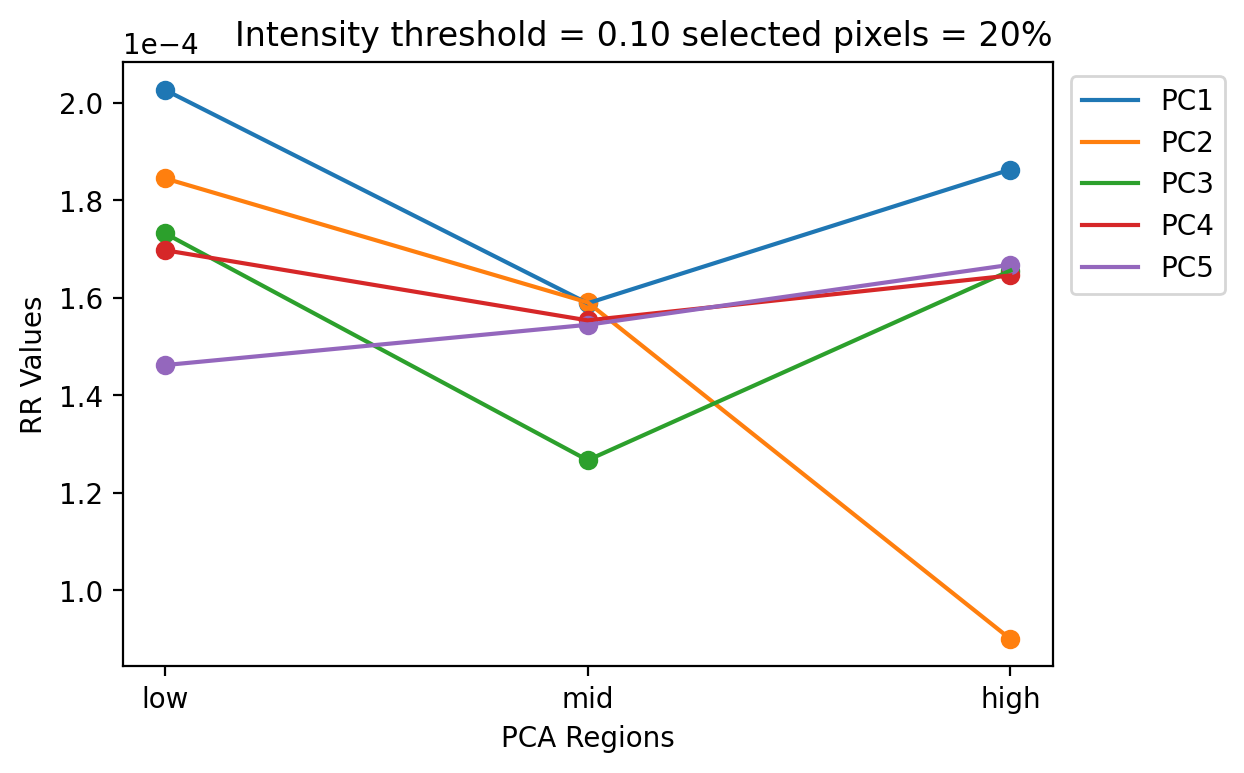 Intensity threshold = 0.10 selected pixels = 20%
1e−4
2.0
1.8
1.6
1.4
1.2
1.0
RR Values
low
mid
high
PCA Regions
PC1
PC2
PC3
PC4
PC5